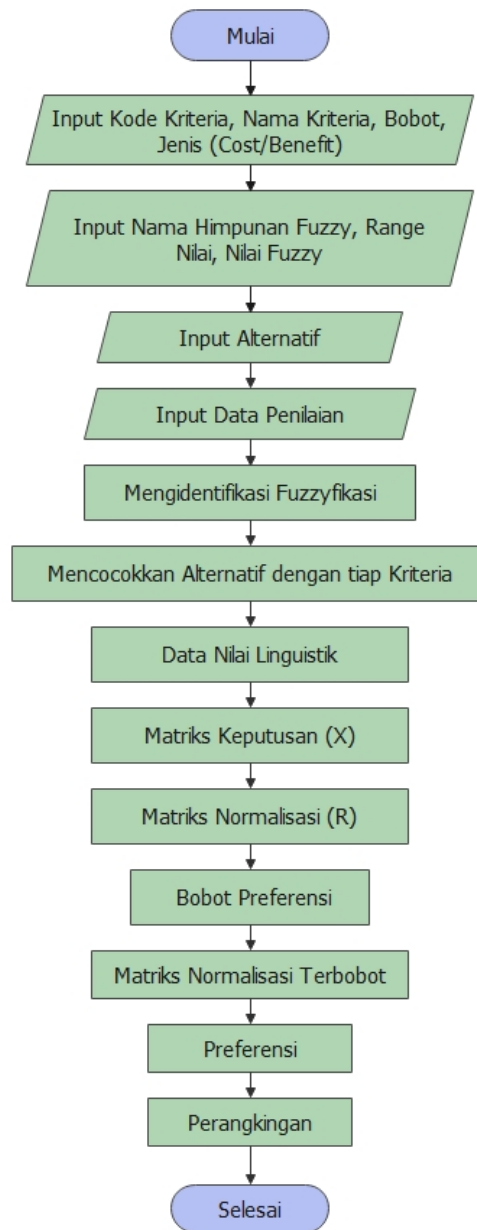 Mulai
Input Kode Kriteria, Nama Kriteria, Bobot,
Jenis (Cost/Benefit)
Input Nama Himpunan Fuzzy, Range
Nilai, Nilai Fuzzy
Input Alternatif
Input Data Penilaian
Mengidentifikasi Fuzzyfikasi
Mencocokkan Alternatif dengan tiap Kriteria
Data Nilai Linguistik
Matriks Keputusan (X)
Matriks Normalisasi (R)
Bobot Preferensi
Matriks Normalisasi Terbobot
Preferensi
Perangkingan
Selesai